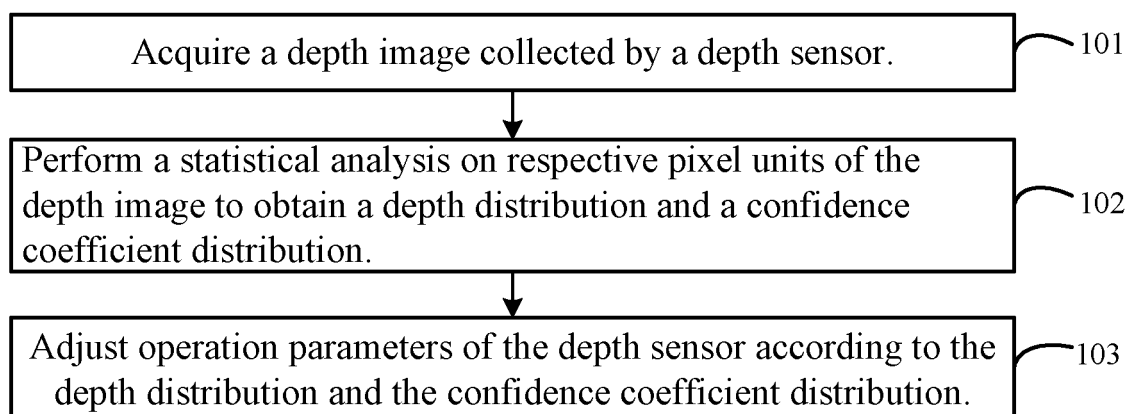 Acquire a depth image collected by a depth sensor.
101
Perform a statistical analysis on respective pixel units of the
depth image to obtain a depth distribution and a confidence
coefficient distribution.
102
Adjust operation parameters of the depth sensor according to the
depth distribution and the confidence coefficient distribution.
103